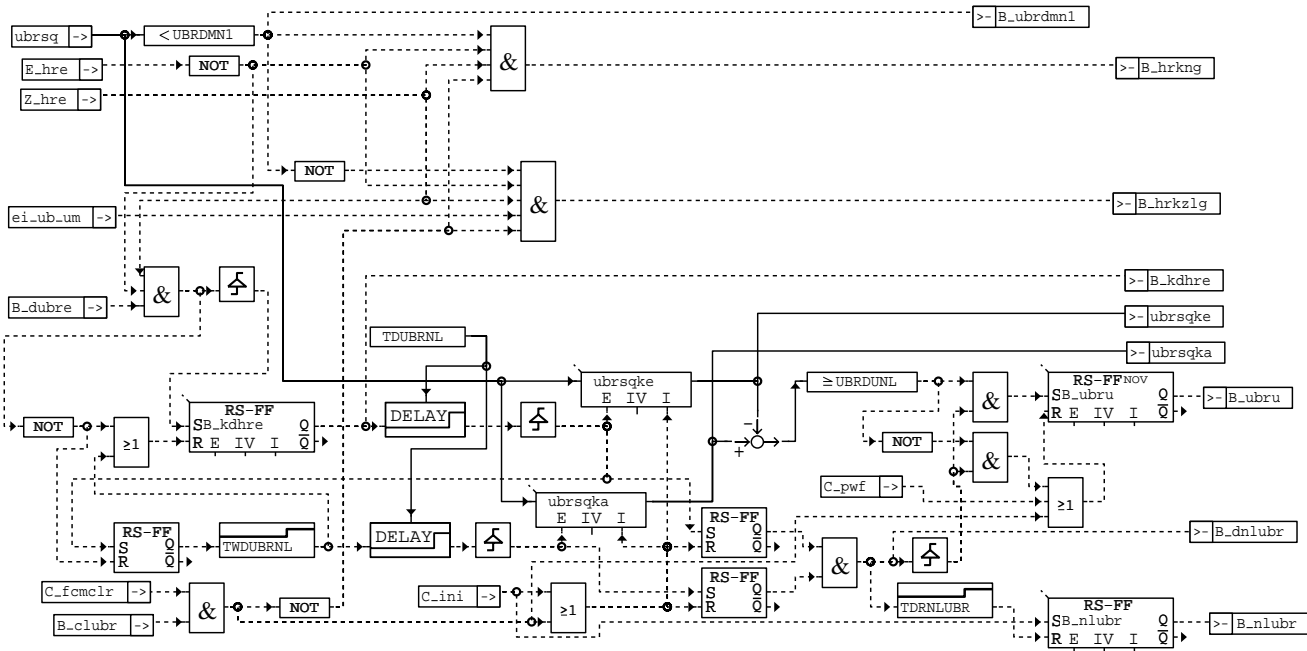 >- B_ubrdmnl
ubrsq ->
<UBRDMN1
E_hre ->
NOT
&
>- B_hrkng
Z_hre ->
NOT
ei_ub_um ->
&
>- B_hrkzlg
B_dubre ->
&
>- B_kdhre
>- ubrsqke
TDUBRNL
>- ubrsqka
ubrsqke
E IV I
≥UBRDUNL
&
RS-FF NOV
S B_ubru Q
R E IV I Q
>- B_ubru
NOT
≥1
RS-FF
S B_kdhre Q
R E IV I Q
DELAY
-
+
NOT
&
C_pwf ->
≥1
ubrsqka
E IV I
RS-FF
S Q
R Q
TWDUBRNL
DELAY
RS-FF
S Q
R Q
>- B_dnlubr
&
C_fcmclr ->
&
NOT
C_ini ->
≥1
RS-FF
S Q
R Q
TDRNLUBR
B_clubr ->
RS-FF
S B_nlubr Q
R E IV I Q
>- B_nlubr